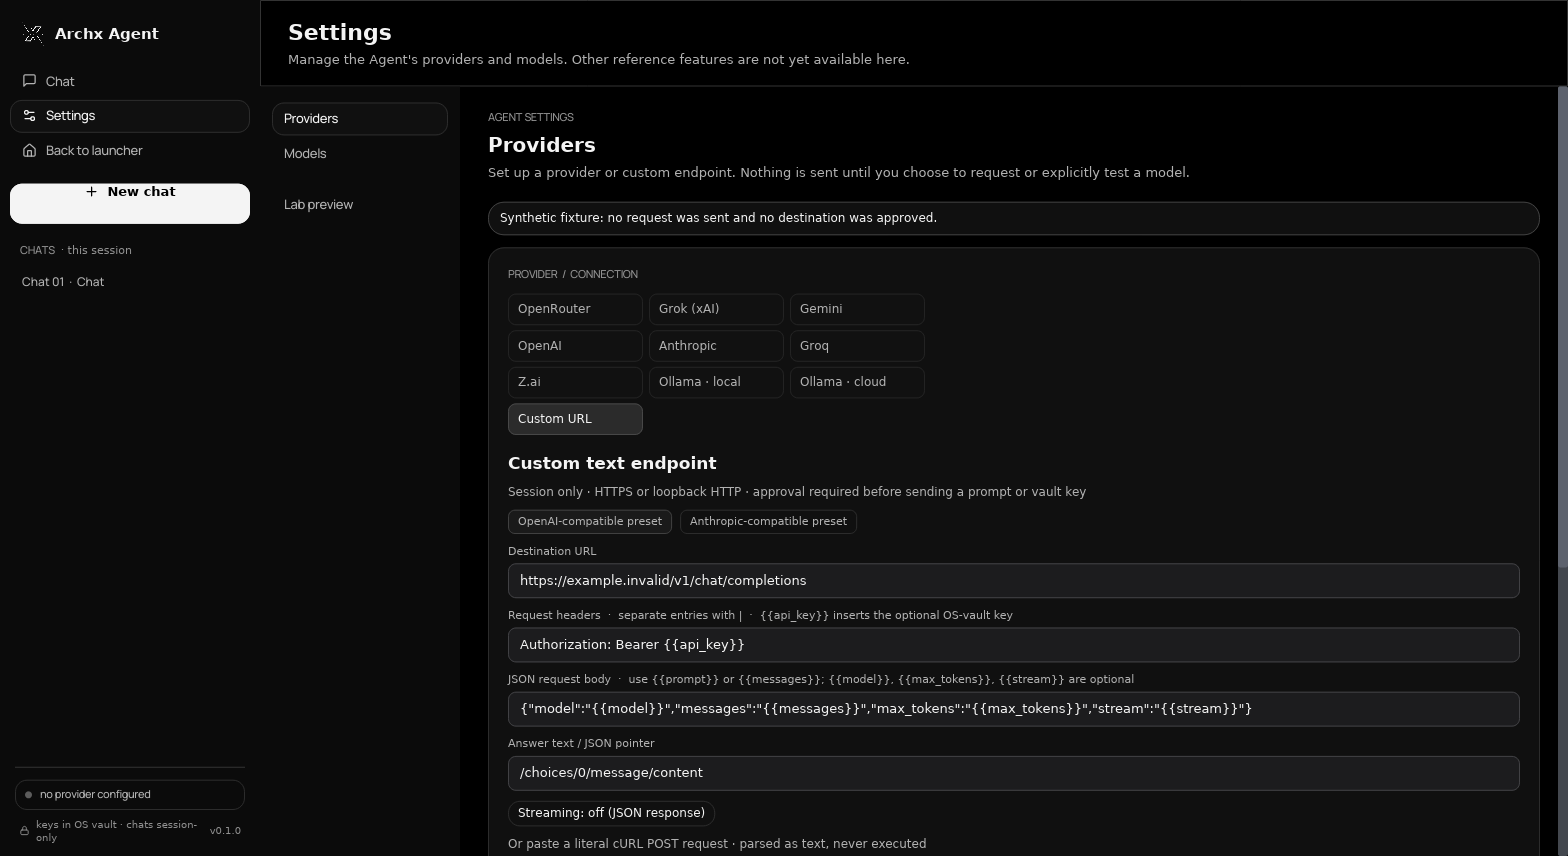 Archx Agent
Chat
Settings
Back to launcher
+ New chat
CHATS · this session
Chat 01 · Chat
no provider configured
keys in OS vault · chats session-
only
v0.1.0
Settings
Manage the Agent's providers and models. Other reference features are not yet available here.
Providers
Models
Lab preview
AGENT SETTINGS
Providers
Set up a provider or custom endpoint. Nothing is sent until you choose to request or explicitly test a model.
Synthetic fixture: no request was sent and no destination was approved.
PROVIDER / CONNECTION
OpenRouter
Grok (xAI)
Gemini
OpenAI
Anthropic
Groq
Z.ai
Ollama · local
Ollama · cloud
Custom URL
Custom text endpoint
Session only · HTTPS or loopback HTTP · approval required before sending a prompt or vault key
OpenAI-compatible preset
Anthropic-compatible preset
Destination URL
https://example.invalid/v1/chat/completions
Request headers · separate entries with | · {{api_key}} inserts the optional OS-vault key
Authorization: Bearer {{api_key}}
JSON request body · use {{prompt}} or {{messages}}; {{model}}, {{max_tokens}}, {{stream}} are optional
{"model":"{{model}}","messages":"{{messages}}","max_tokens":"{{max_tokens}}","stream":"{{stream}}"}
Answer text / JSON pointer
/choices/0/message/content
Streaming: off (JSON response)
Or paste a literal cURL POST request · parsed as text, never executed